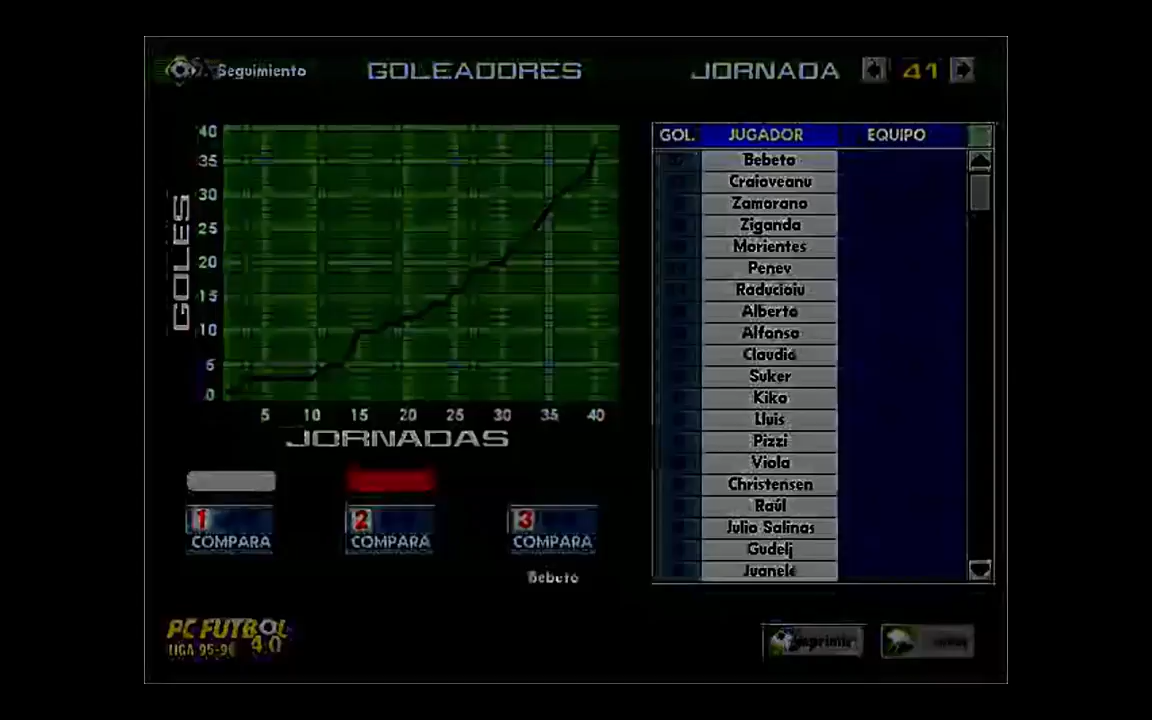 Seguimiento
GOLEADORES
JORNADA
41
40
35
30
25
20
15
10
5
0
GOLES
5 10 15 20 25 30 35 40
JORNADAS
1
COMPARA
2
COMPARA
3
COMPARA
Bebeto
GOL. JUGADOR EQUIPO
Bebeto
Craioveanu
Zamorano
Ziganda
Morientes
Penev
Raducioiu
Alberto
Alfonso
Claudio
Suker
Kiko
Lluis
Pizzi
Viola
Christensen
Raúl
Julio Salinas
Gudelj
Juanele
PC FUTBOL
4.0
LIGA 95-96
Imprimir